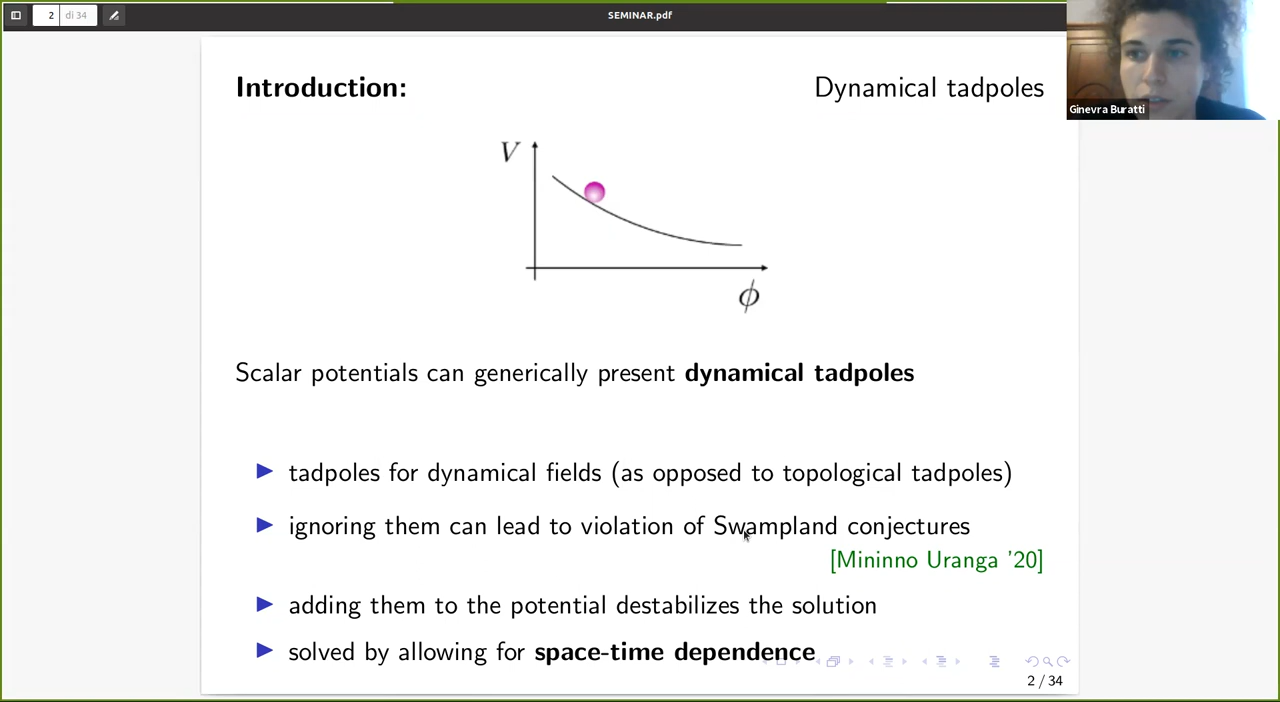 2 di 34
SEMINAR.pdf
Ginevra Buratti
Introduction:
Dynamical tadpoles
V
ϕ
Scalar potentials can generically present dynamical tadpoles
tadpoles for dynamical fields (as opposed to topological tadpoles)
ignoring them can lead to violation of Swampland conjectures
[Mininno Uranga '20]
adding them to the potential destabilizes the solution
solved by allowing for space-time dependence
2 / 34